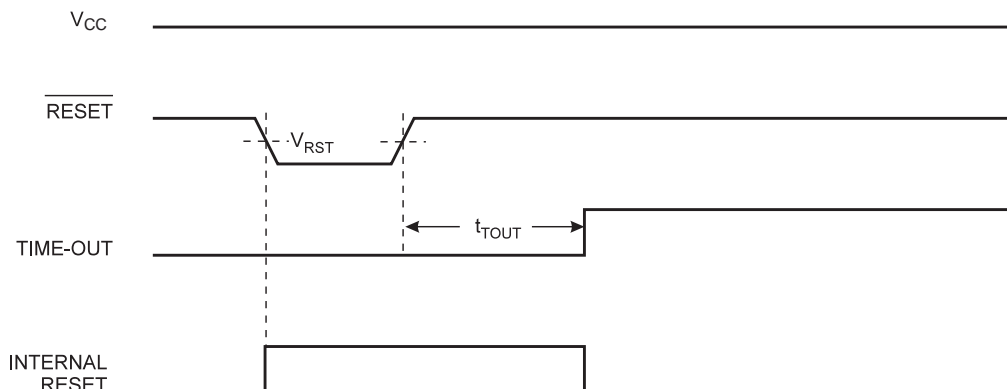 VCC
RESET
VRST
tTOUT
TIME-OUT
INTERNAL
RESET